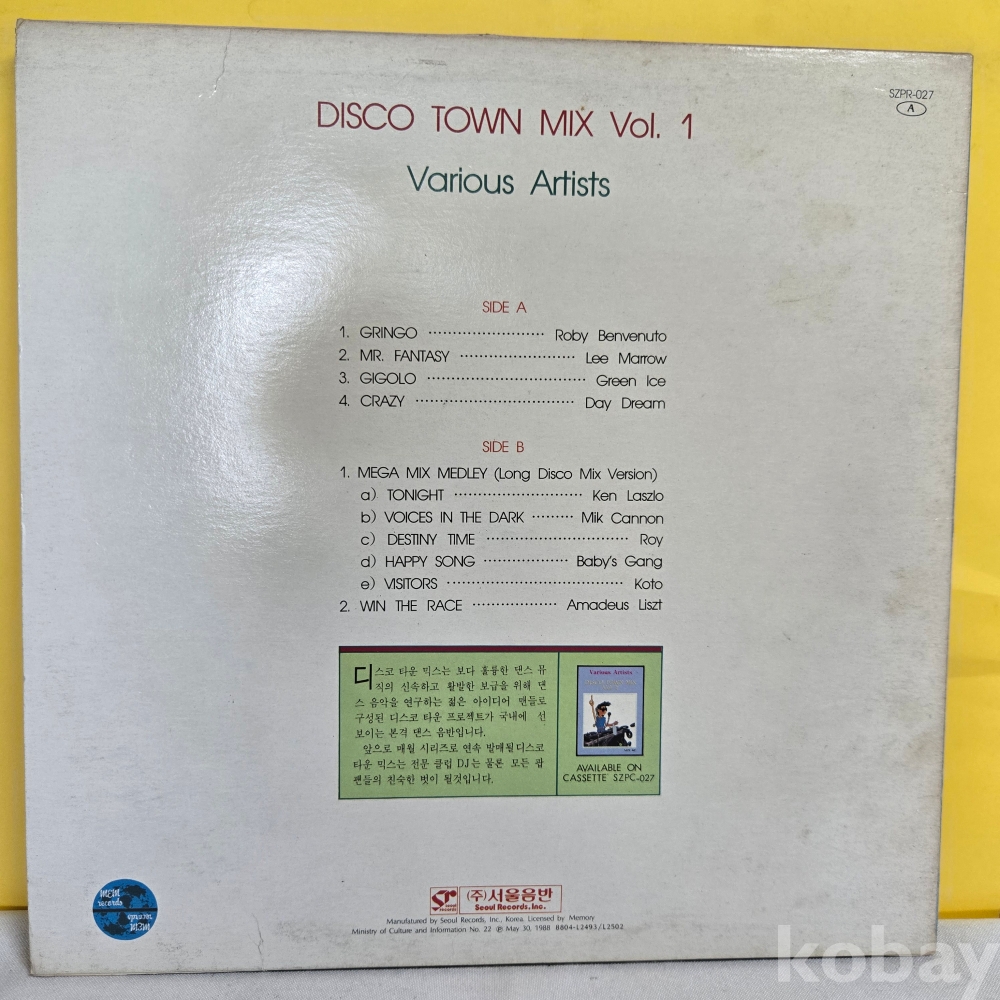 SZPR-027
A
DISCO TOWN MIX Vol. 1
Various Artists
SIDE A
1. GRINGO ······················· Roby Benvenuto
2. MR. FANTASY ······················· Lee Marrow
3. GIGOLO ································ Green Ice
4. CRAZY ································ Day Dream
SIDE B
1. MEGA MIX MEDLEY (Long Disco Mix Version)
a) TONIGHT ·························· Ken Laszlo
b) VOICES IN THE DARK ········· Mik Cannon
c) DESTINY TIME ·································· Roy
d) HAPPY SONG ················· Baby's Gang
e) VISITORS ···································· Koto
2. WIN THE RACE ················· Amadeus Liszt
디스코 타운 믹스는 보다 훌륭한 댄스 뮤
직의 신속하고 활발한 보급을 위해 댄
스 음악을 연구하는 젊은 아이디어 맨들로
구성된 디스코 타운 프로젝트가 국내에 선
보이는 본격 댄스 음반입니다.
앞으로 매월 시리즈로 연속 발매될 디스코
타운 믹스는 전문 클럽 DJ는 물론 모든 팝
팬들의 친숙한 벗이 될것입니다.
Various Artists
AVAILABLE ON
CASSETTE SZPC-027
MEM
records
records
MEM
seoul
records
(주)서울음반
Seoul Records, Inc.
Manufatured by Seoul Records, Inc., Korea. Licensed by Memory
Ministry of Culture and Information No. 22 ℗ May 30, 1988 8804-L2493/L2502
kobay